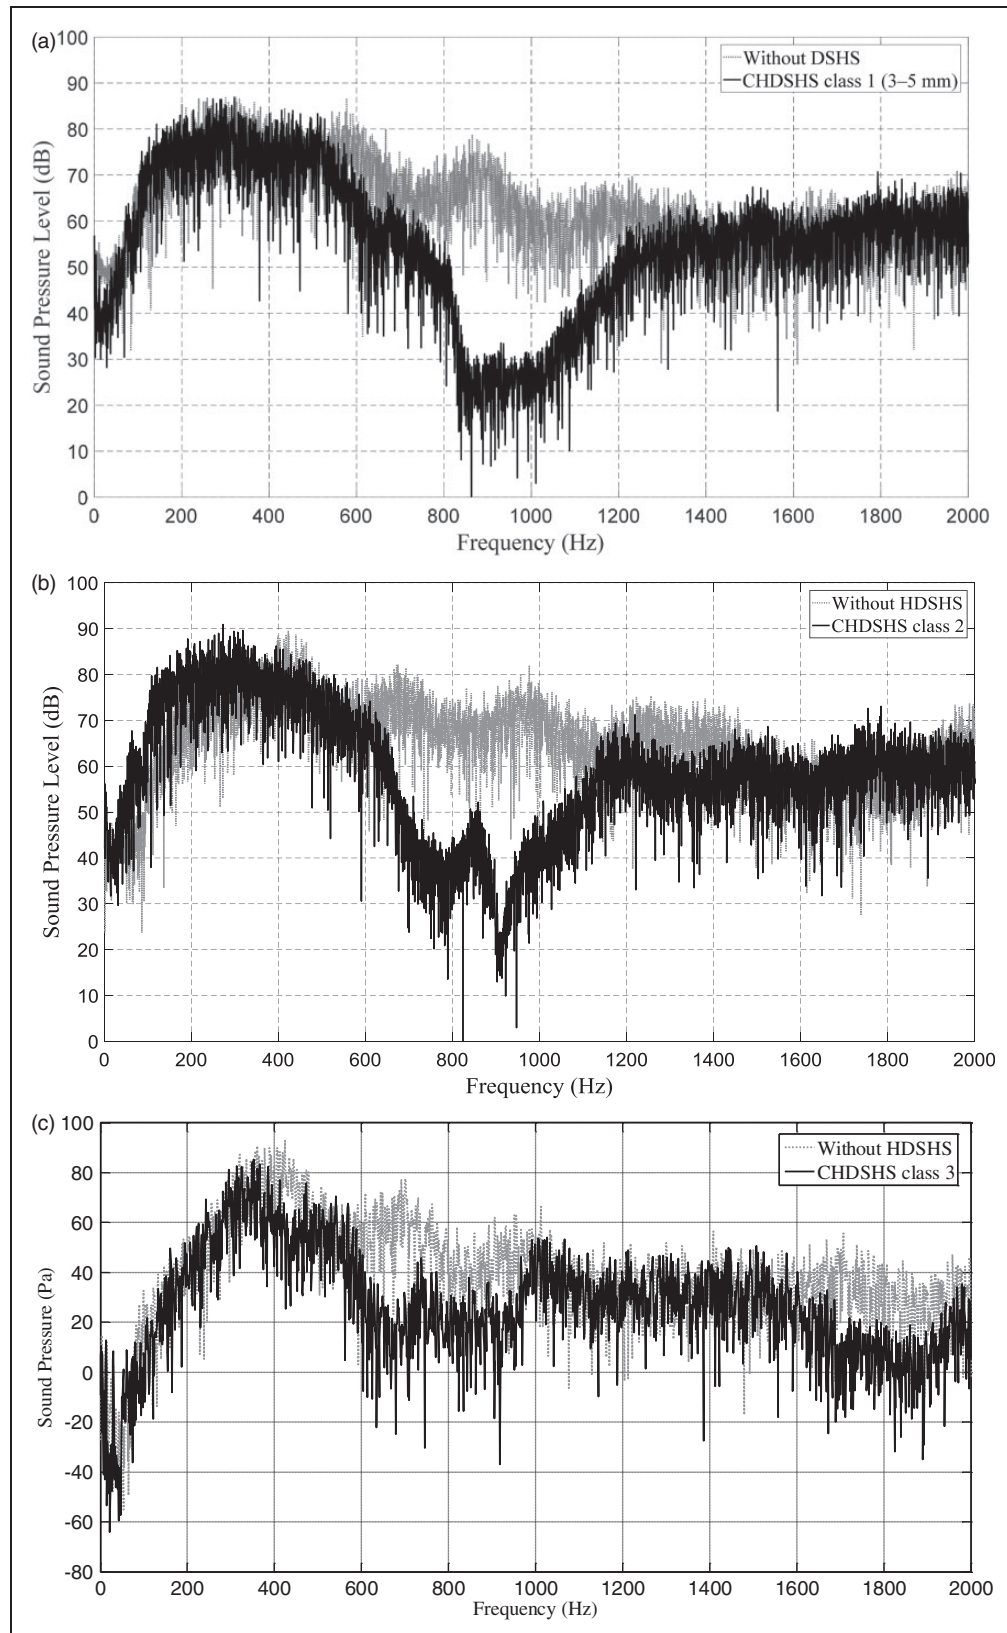 (a)
100
90
80
70
60
50
40
30
20
10
0
Sound Pressure Level (dB)
Without DSHS
CHDSHS class 1 (3–5 mm)
0 200 400 600 800 1000 1200 1400 1600 1800 2000
Frequency (Hz)
(b)
100
90
80
70
60
50
40
30
20
10
0
Sound Pressure Level (dB)
Without HDSHS
CHDSHS class 2
0 200 400 600 800 1000 1200 1400 1600 1800 2000
Frequency (Hz)
(c)
100
80
60
40
20
0
-20
-40
-60
-80
Sound Pressure (Pa)
Without HDSHS
CHDSHS class 3
0 200 400 600 800 1000 1200 1400 1600 1800 2000
Frequency (Hz)